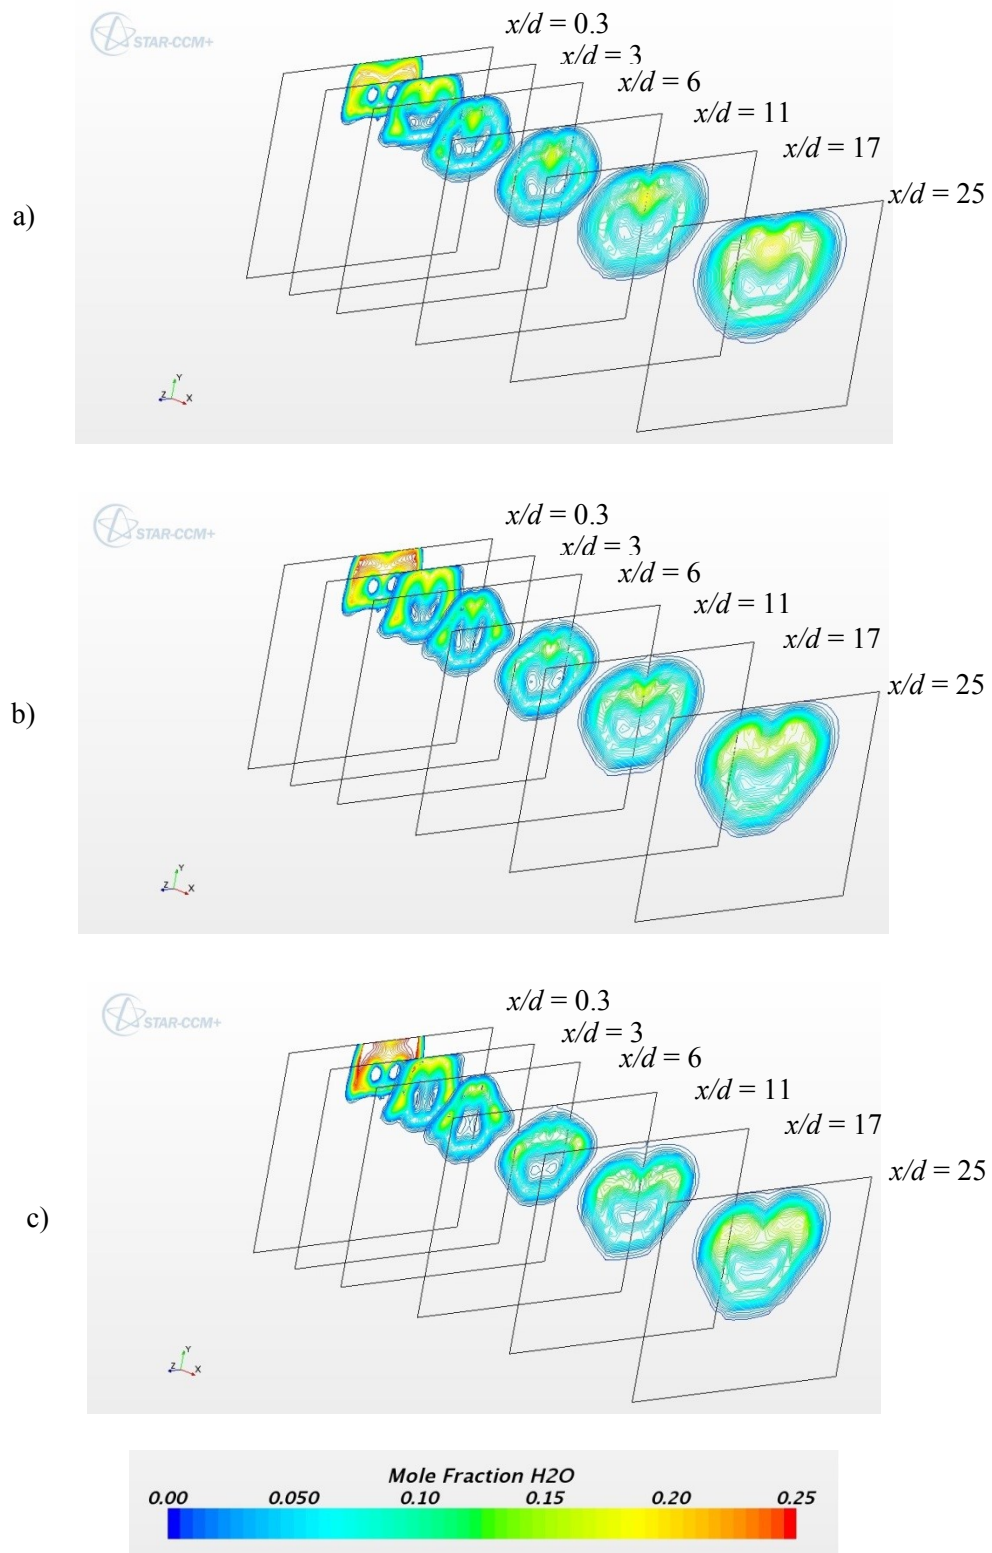 STAR-CCM+
x/d = 0.3
x/d = 3
x/d = 6
x/d = 11
x/d = 17
x/d = 25
a)
Y
Z
X
STAR-CCM+
x/d = 0.3
x/d = 3
x/d = 6
x/d = 11
x/d = 17
x/d = 25
b)
Y
Z
X
STAR-CCM+
x/d = 0.3
x/d = 3
x/d = 6
x/d = 11
x/d = 17
x/d = 25
c)
Y
Z
X
Mole Fraction H2O
0.00 0.050 0.10 0.15 0.20 0.25